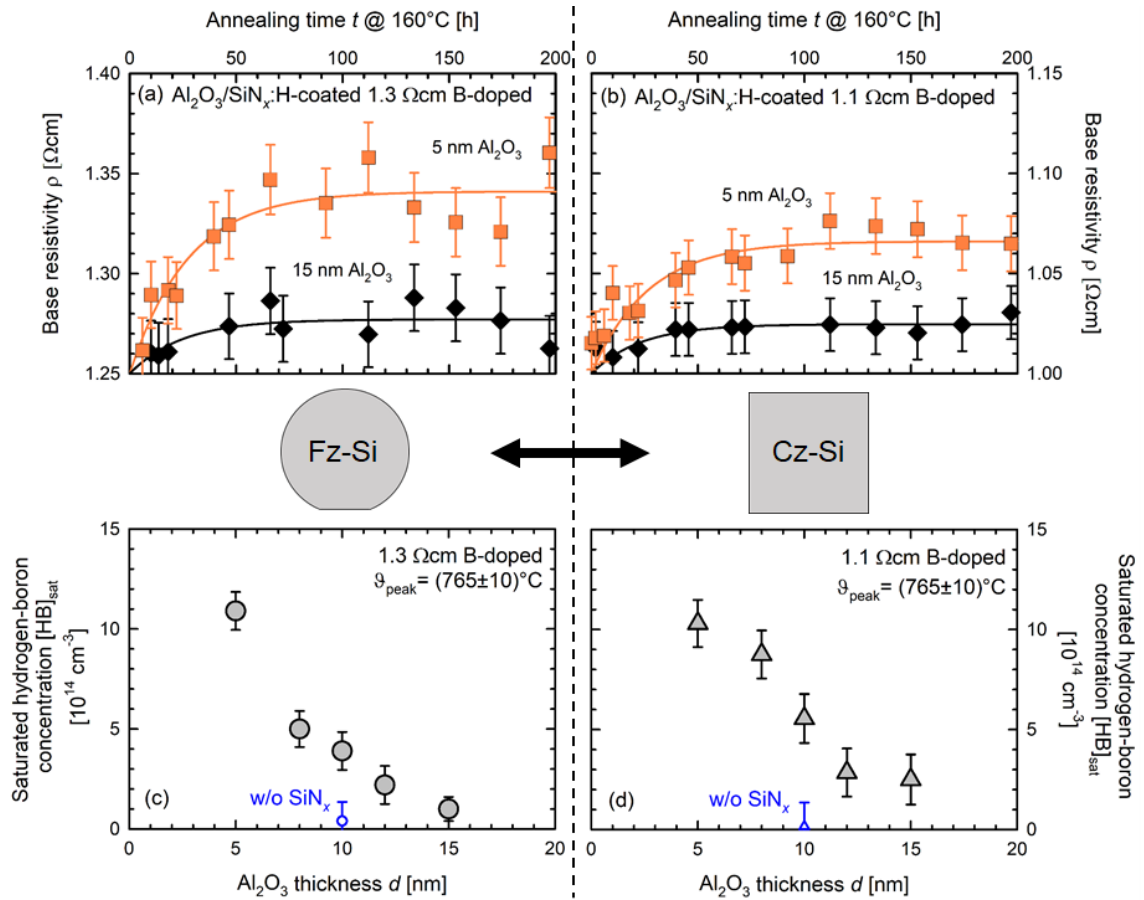 Annealing time t @ 160°C [h]
0 50 100 150 200
1.40
1.35
1.30
1.25
Base resistivity ρ [Ωcm]
(a) Al₂O₃/SiNₓ:H-coated 1.3 Ωcm B-doped
5 nm Al₂O₃
15 nm Al₂O₃
Annealing time t @ 160°C [h]
0 50 100 150 200
1.15
1.10
1.05
1.00
Base resistivity ρ [Ωcm]
(b) Al₂O₃/SiNₓ:H-coated 1.1 Ωcm B-doped
5 nm Al₂O₃
15 nm Al₂O₃
Fz-Si
Cz-Si
Saturated hydrogen-boron
concentration [HB]sat
[10¹⁴ cm⁻³]
15
10
5
0
1.3 Ωcm B-doped
ϑpeak= (765±10)°C
w/o SiNₓ
(c)
0 5 10 15 20
Al₂O₃ thickness d [nm]
1.1 Ωcm B-doped
ϑpeak= (765±10)°C
w/o SiNₓ
(d)
15
10
5
0
Saturated hydrogen-boron
concentration [HB]sat
[10¹⁴ cm⁻³]
0 5 10 15 20
Al₂O₃ thickness d [nm]